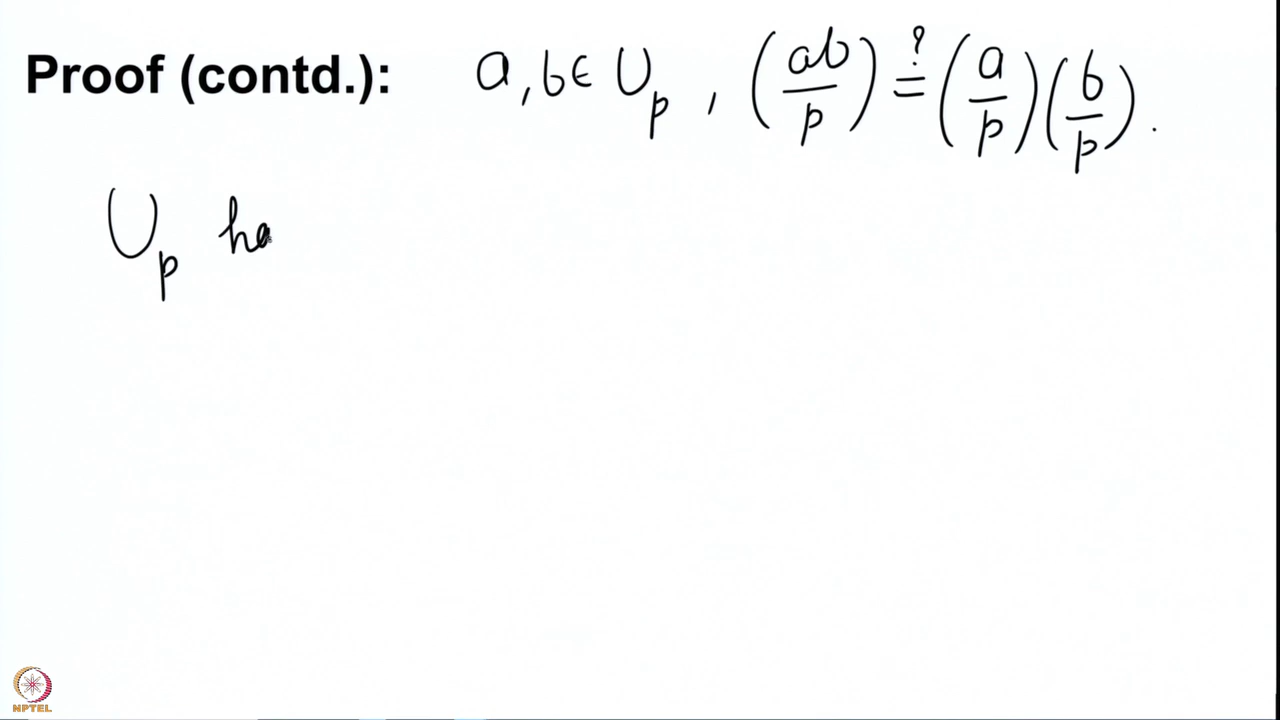 Proof (contd.): a, b ∈ U_p, (ab/p) ?= (a/p)(b/p).
U_p ha
NPTEL